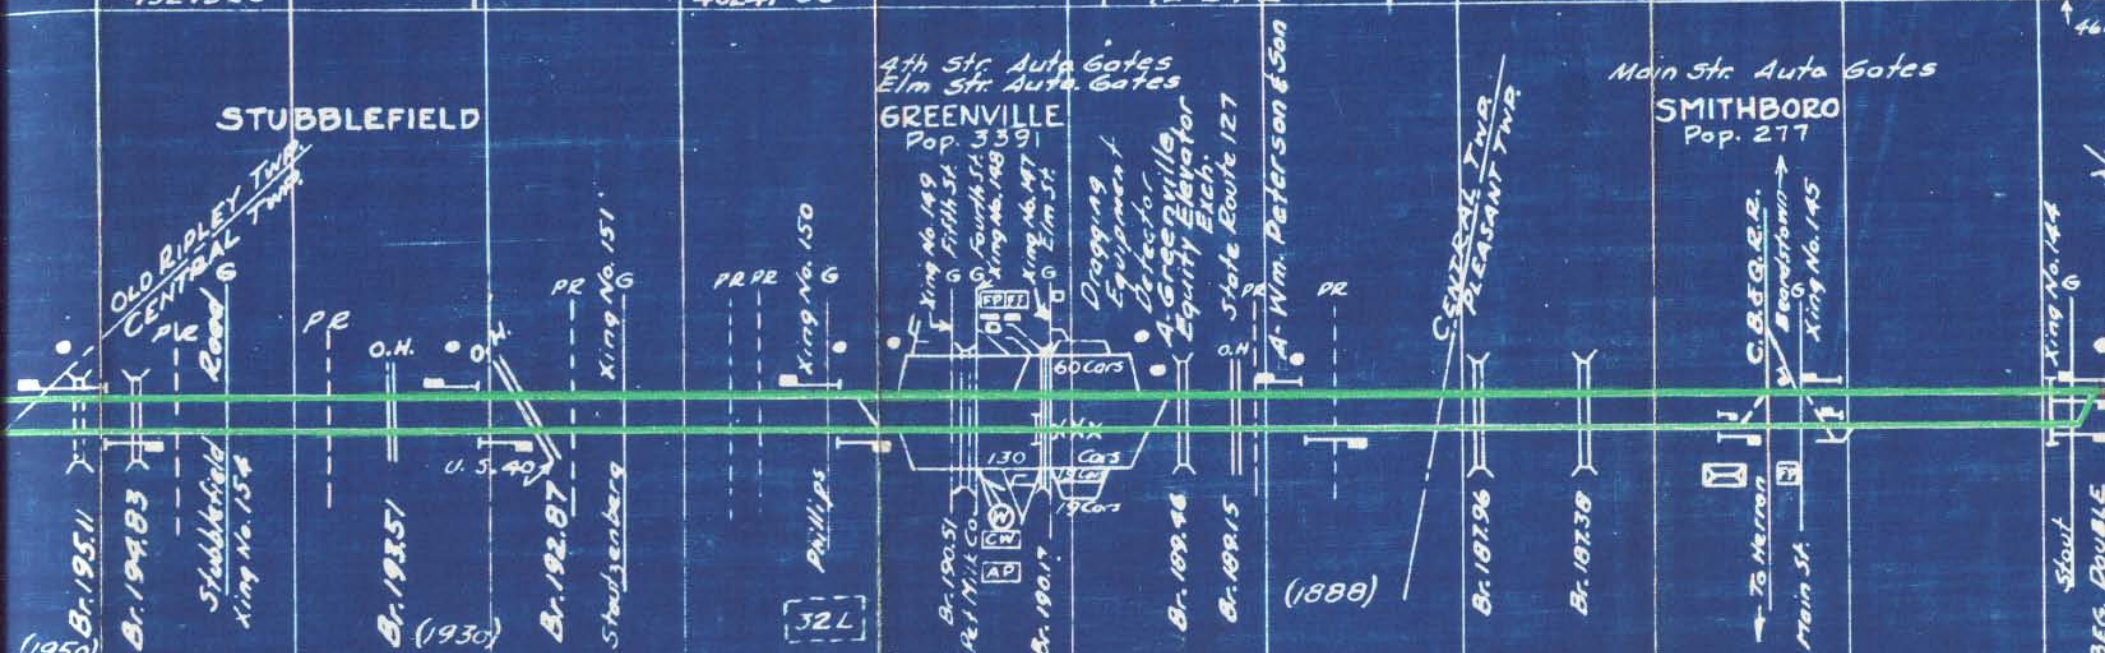 4th Str. Auto Gates
Elm Str. Auto. Gates
Main Str. Auto Gates
STUBBLEFIELD
GREENVILLE
Pop. 3391
SMITHBORO
Pop. 277
OLD RIPLEY TWP.
CENTRAL TWP.
PR
Stubblefield Road
G
Xing No. 154
PR
O.H.
O.H.
U.S. 40
PR
Xing No. 151
G
PR PR
Xing No. 150
G
Phillips
Xing No. 149
G Fifth St.
G Fourth St.
Xing No. 148
Xing No. 147
G Elm St.
FP FF
Dragging
Equipment
Detector
A. Greenville
Equity Elevator
Exch.
State Route 127
O.H
PR
A-Wm. Peterson & Son
PR
CENTRAL TWP.
PLEASANT TWP.
C.B.& Q.R.R.
Beardstown
G
Xing No. 145
Xing No. 144
G
60 Cars
130 Cars
19 Cars
Br. 195.11
Br. 194.83
Br. 193.51
Br. 192.87
Br. 190.51
Pet Milk Co.
W
CW
AP
Br. 190.17
Br. 189.46
Br. 189.15
Br. 187.96
Br. 187.38
FP
To Herron
Main St.
Stout
BEG. DOUBLE
(1950)
(1930)
32L
(1888)